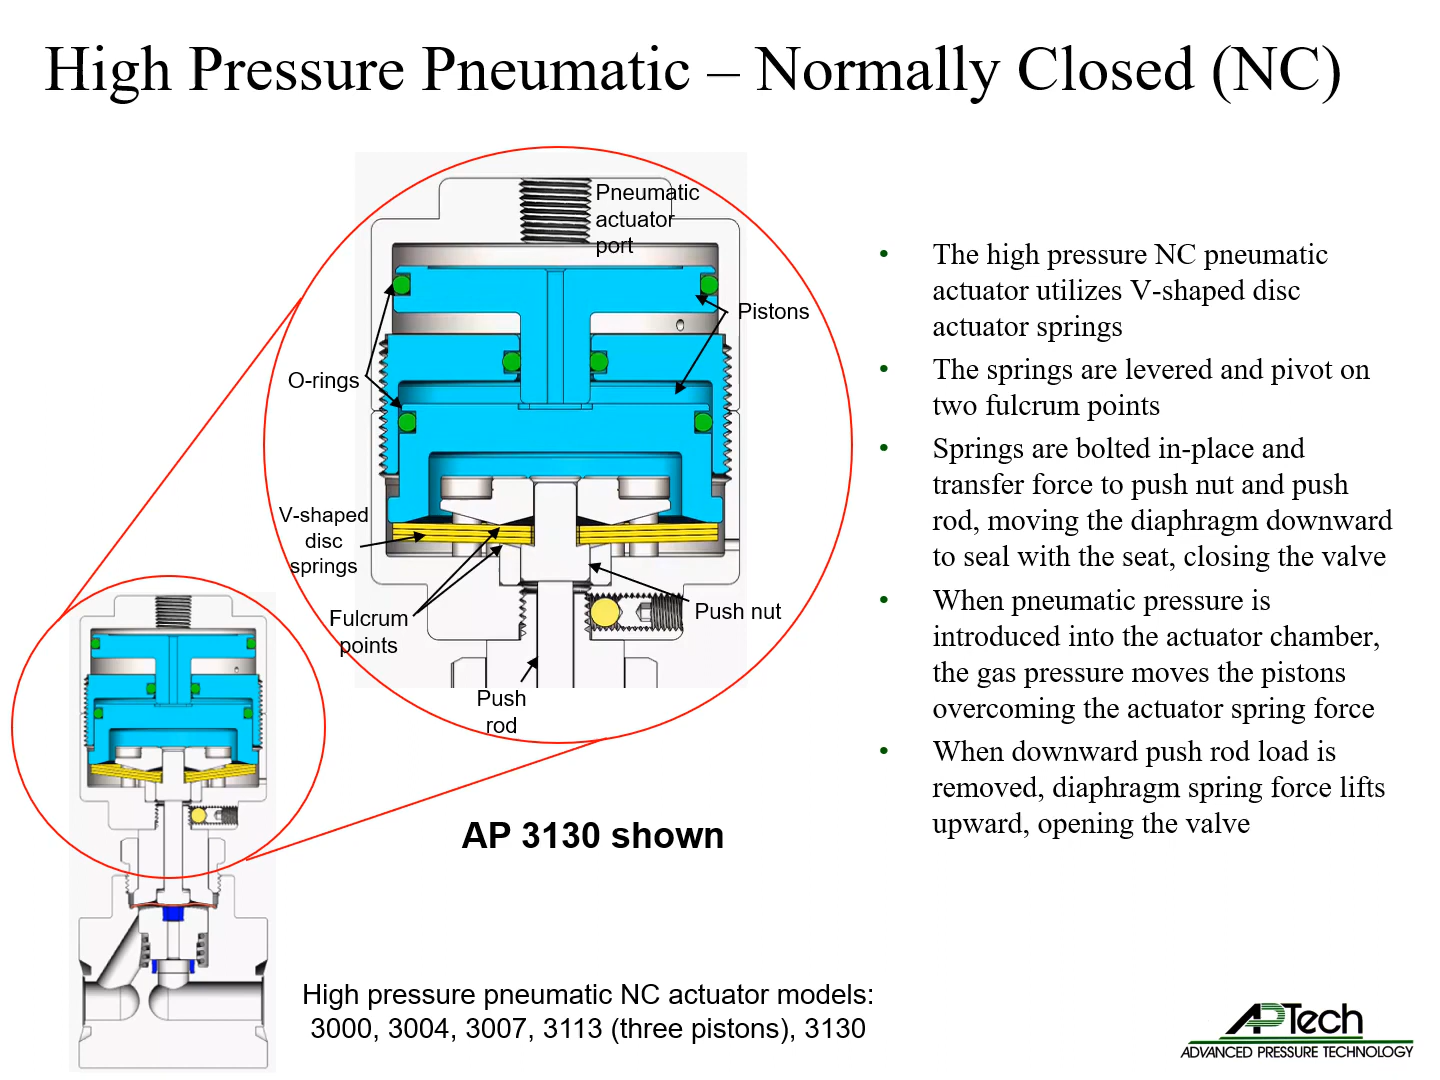 High Pressure Pneumatic – Normally Closed (NC)
Pneumatic
actuator
port
Pistons
O-rings
V-shaped
disc
springs
Fulcrum
points
Push nut
Push
rod
AP 3130 shown
High pressure pneumatic NC actuator models:
3000, 3004, 3007, 3113 (three pistons), 3130
• The high pressure NC pneumatic
actuator utilizes V-shaped disc
actuator springs
• The springs are levered and pivot on
two fulcrum points
• Springs are bolted in-place and
transfer force to push nut and push
rod, moving the diaphragm downward
to seal with the seat, closing the valve
• When pneumatic pressure is
introduced into the actuator chamber,
the gas pressure moves the pistons
overcoming the actuator spring force
• When downward push rod load is
removed, diaphragm spring force lifts
upward, opening the valve
APTech
ADVANCED PRESSURE TECHNOLOGY